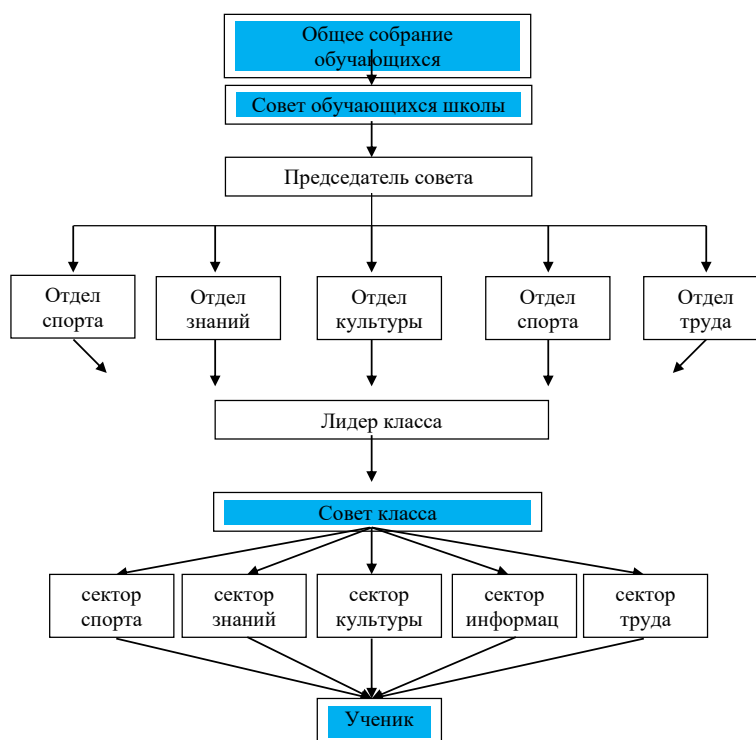 Общее собрание
обучающихся
Совет обучающихся школы
Председатель совета
Отдел
спорта
Отдел
знаний
Отдел
культуры
Отдел
спорта
Отдел
труда
Лидер класса
Совет класса
сектор
спорта
сектор
знаний
сектор
культуры
сектор
информац
сектор
труда
Ученик